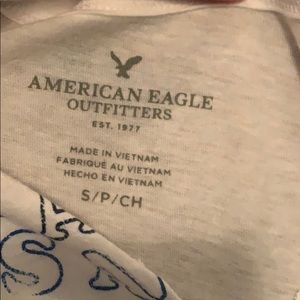 AMERICAN EAGLE
OUTFITTERS
EST. 1977
MADE IN VIETNAM
FABRIQUÉ AU VIETNAM
HECHO EN VIETNAM
S/P/CH